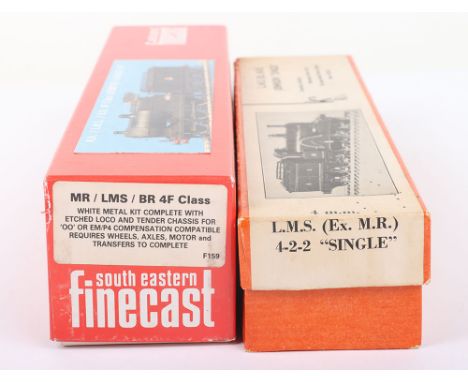 MR / LMS / BR 4F Class
WHITE METAL KIT COMPLETE WITH
ETCHED LOCO AND TENDER CHASSIS FOR
'OO' OR EM/P4 COMPENSATION COMPATIBLE
REQUIRES WHEELS, AXLES, MOTOR and
TRANSFERS TO COMPLETE
F159
south eastern
finecast
4 m.m.
L.M.S. (Ex. M.R.)
4-2-2 “SINGLE”